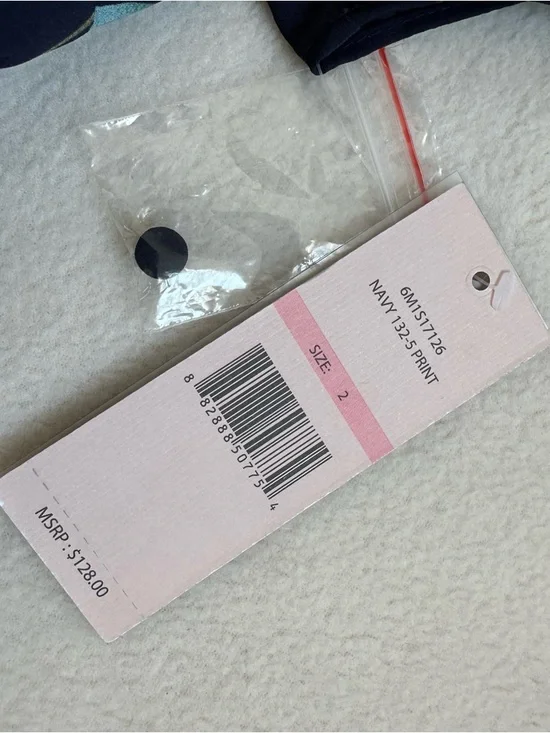 6M1S17126
NAVY 132-5 PRINT
SIZE: 2
8 82888 50775 4
MSRP : $128.00